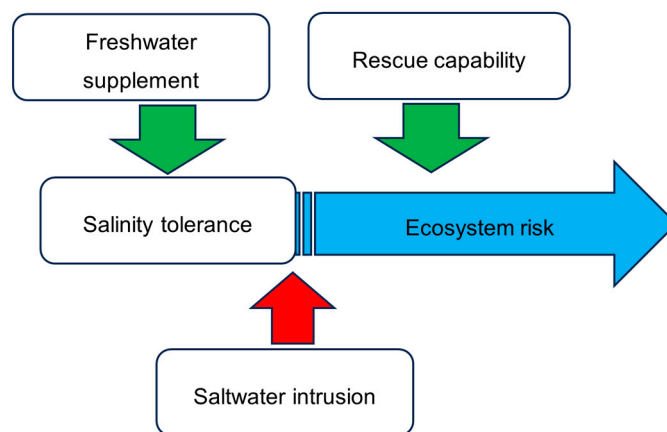 Freshwater
supplement
Rescue capability
Salinity tolerance
Ecosystem risk
Saltwater intrusion